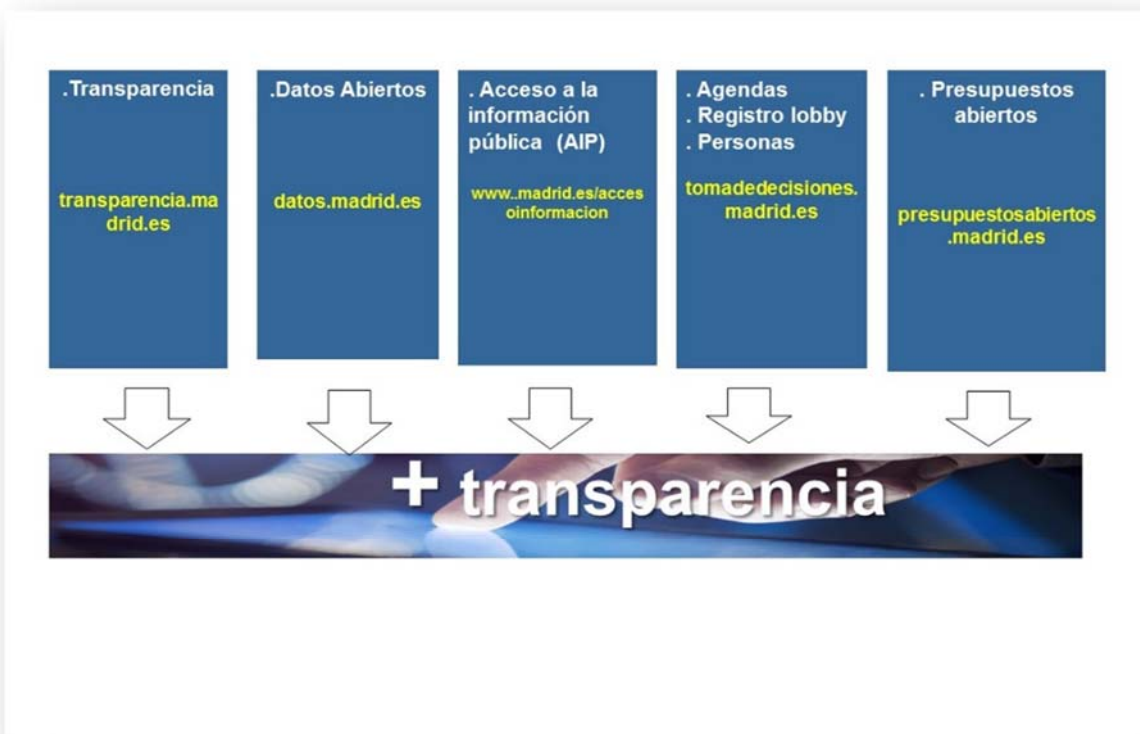 .Transparencia
transparencia.ma
drid.es
.Datos Abiertos
datos.madrid.es
. Acceso a la
información
pública (AIP)
www..madrid.es/acces
oinformacion
. Agendas
. Registro lobby
. Personas
tomadedecisiones.
madrid.es
. Presupuestos
abiertos
presupuestosabiertos
.madrid.es
+ transparencia